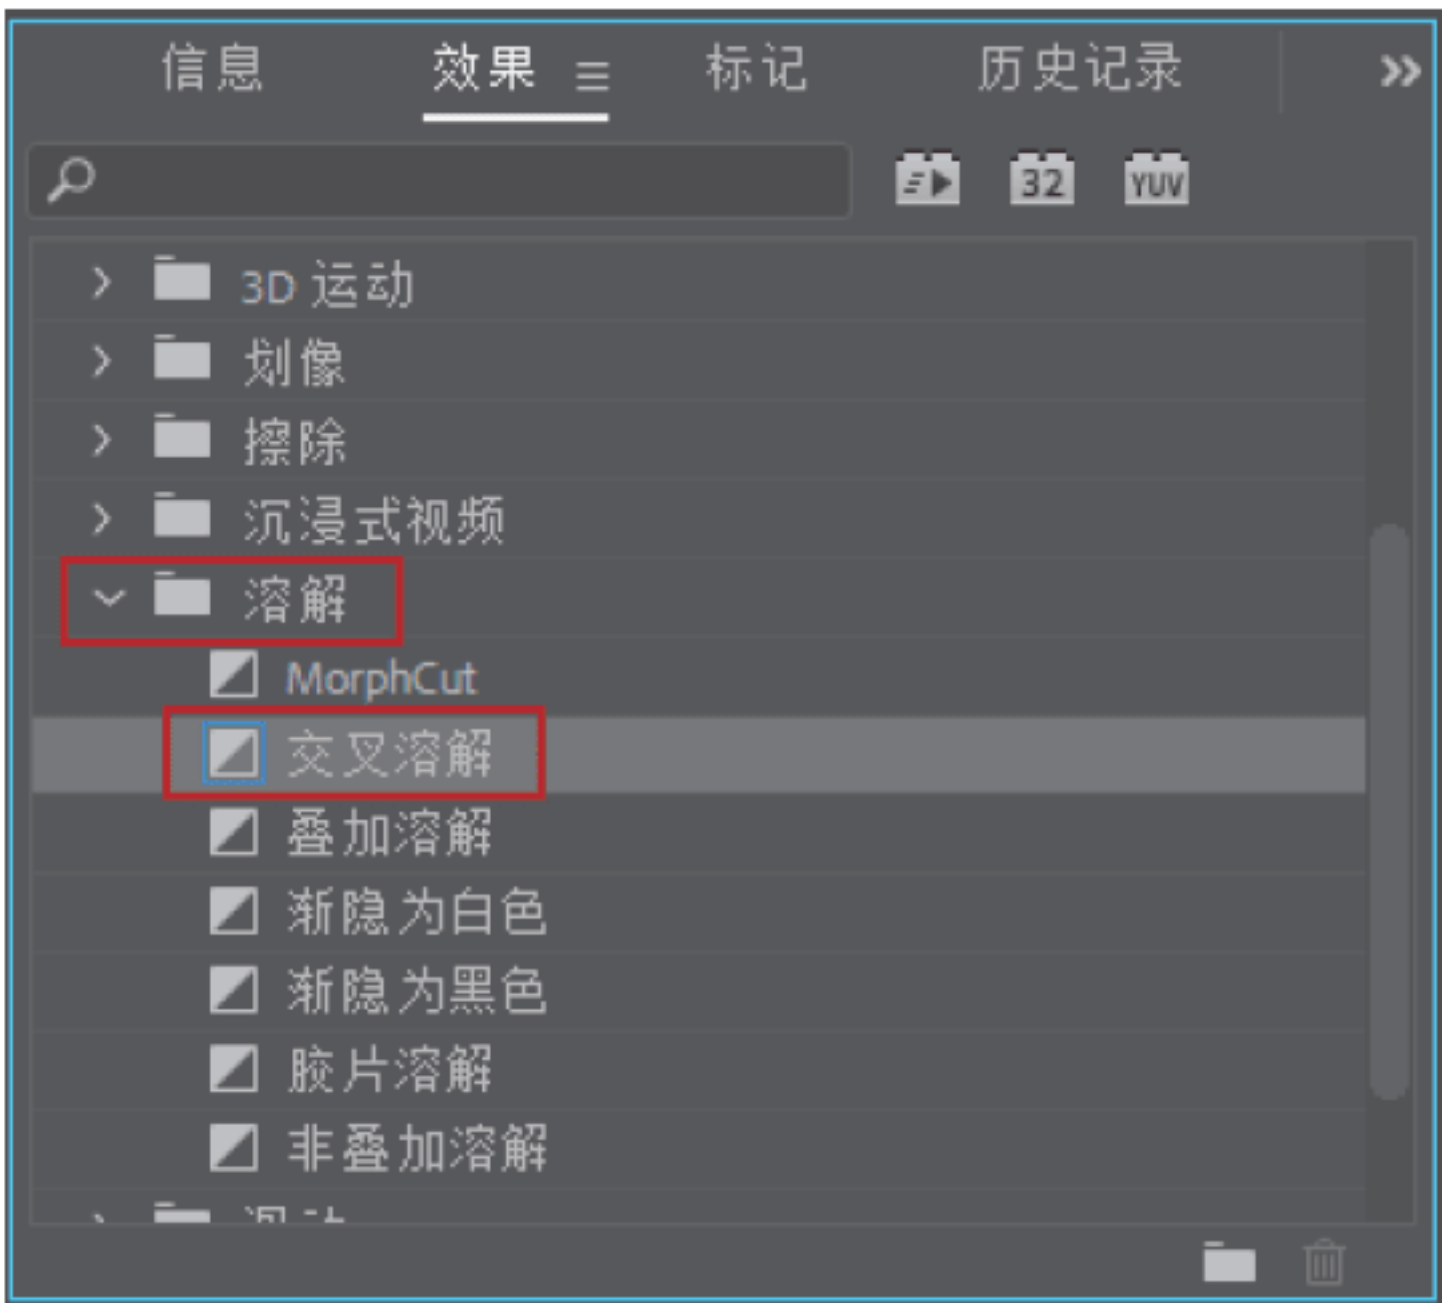 信息 效果 标记 历史记录
32 YUV
3D 运动
划像
擦除
沉浸式视频
溶解
MorphCut
交叉溶解
叠加溶解
渐隐为白色
渐隐为黑色
胶片溶解
非叠加溶解